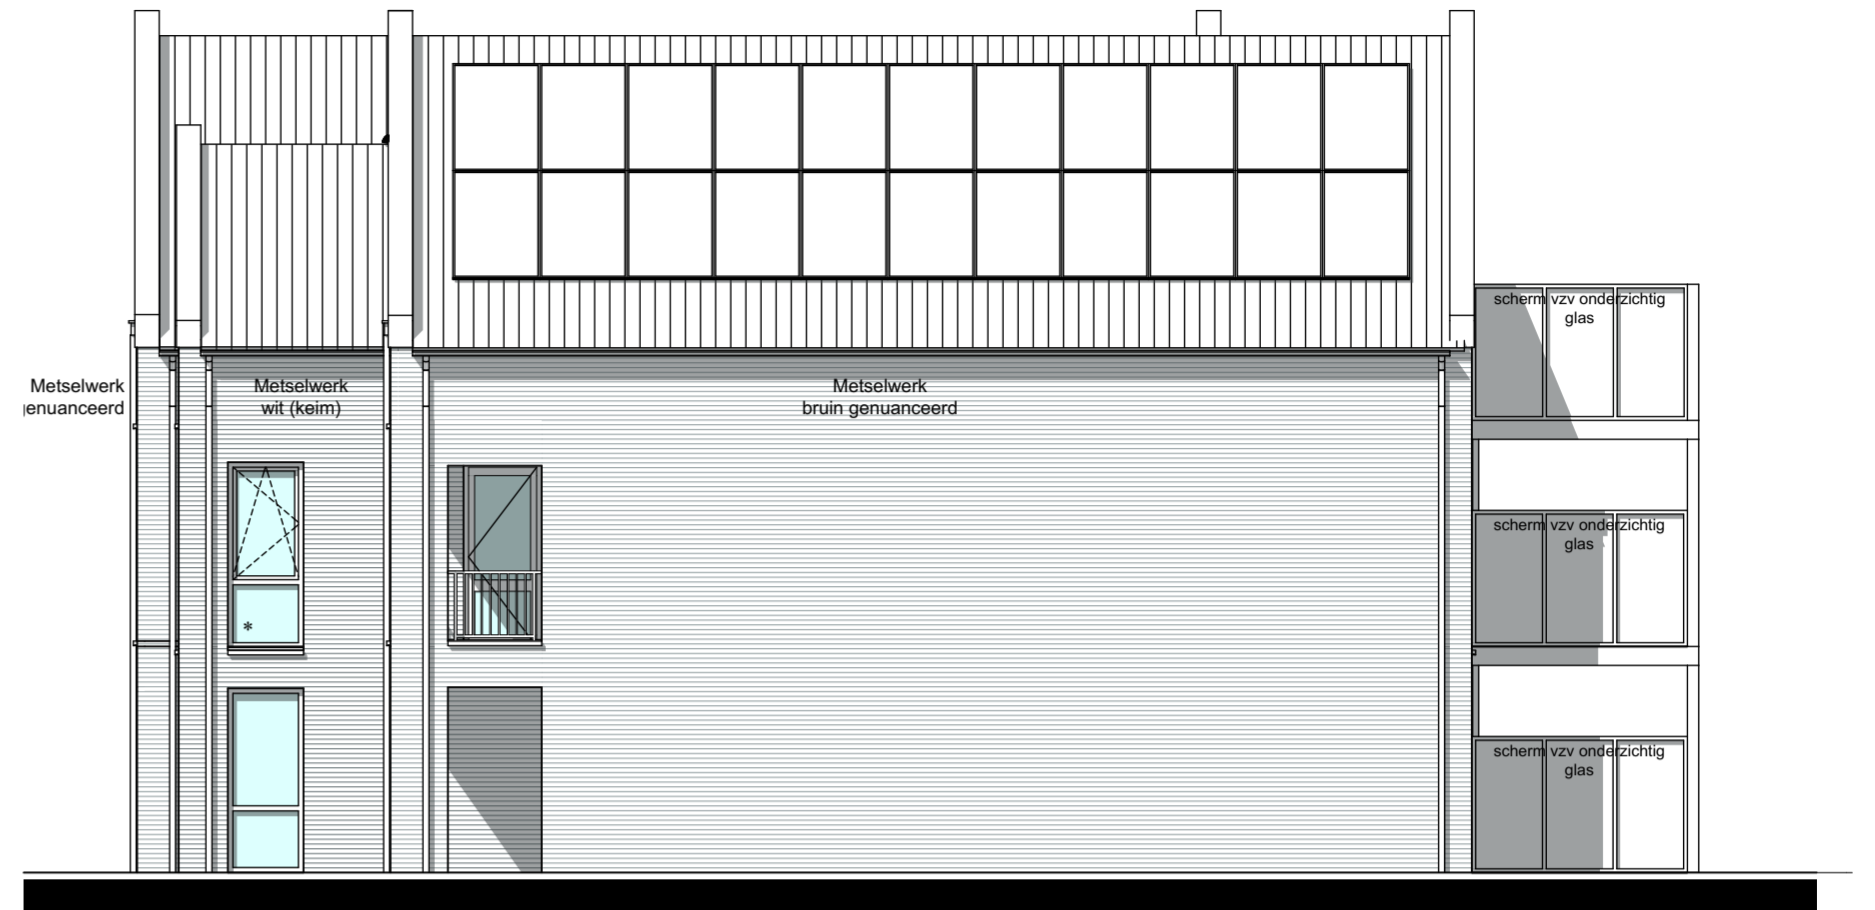 scherm vzv onderzichtig
glas
Metselwerk
genuanceerd
Metselwerk
wit (keim)
Metselwerk
bruin genuanceerd
scherm vzv onderzichtig
glas
*
scherm vzv onderzichtig
glas